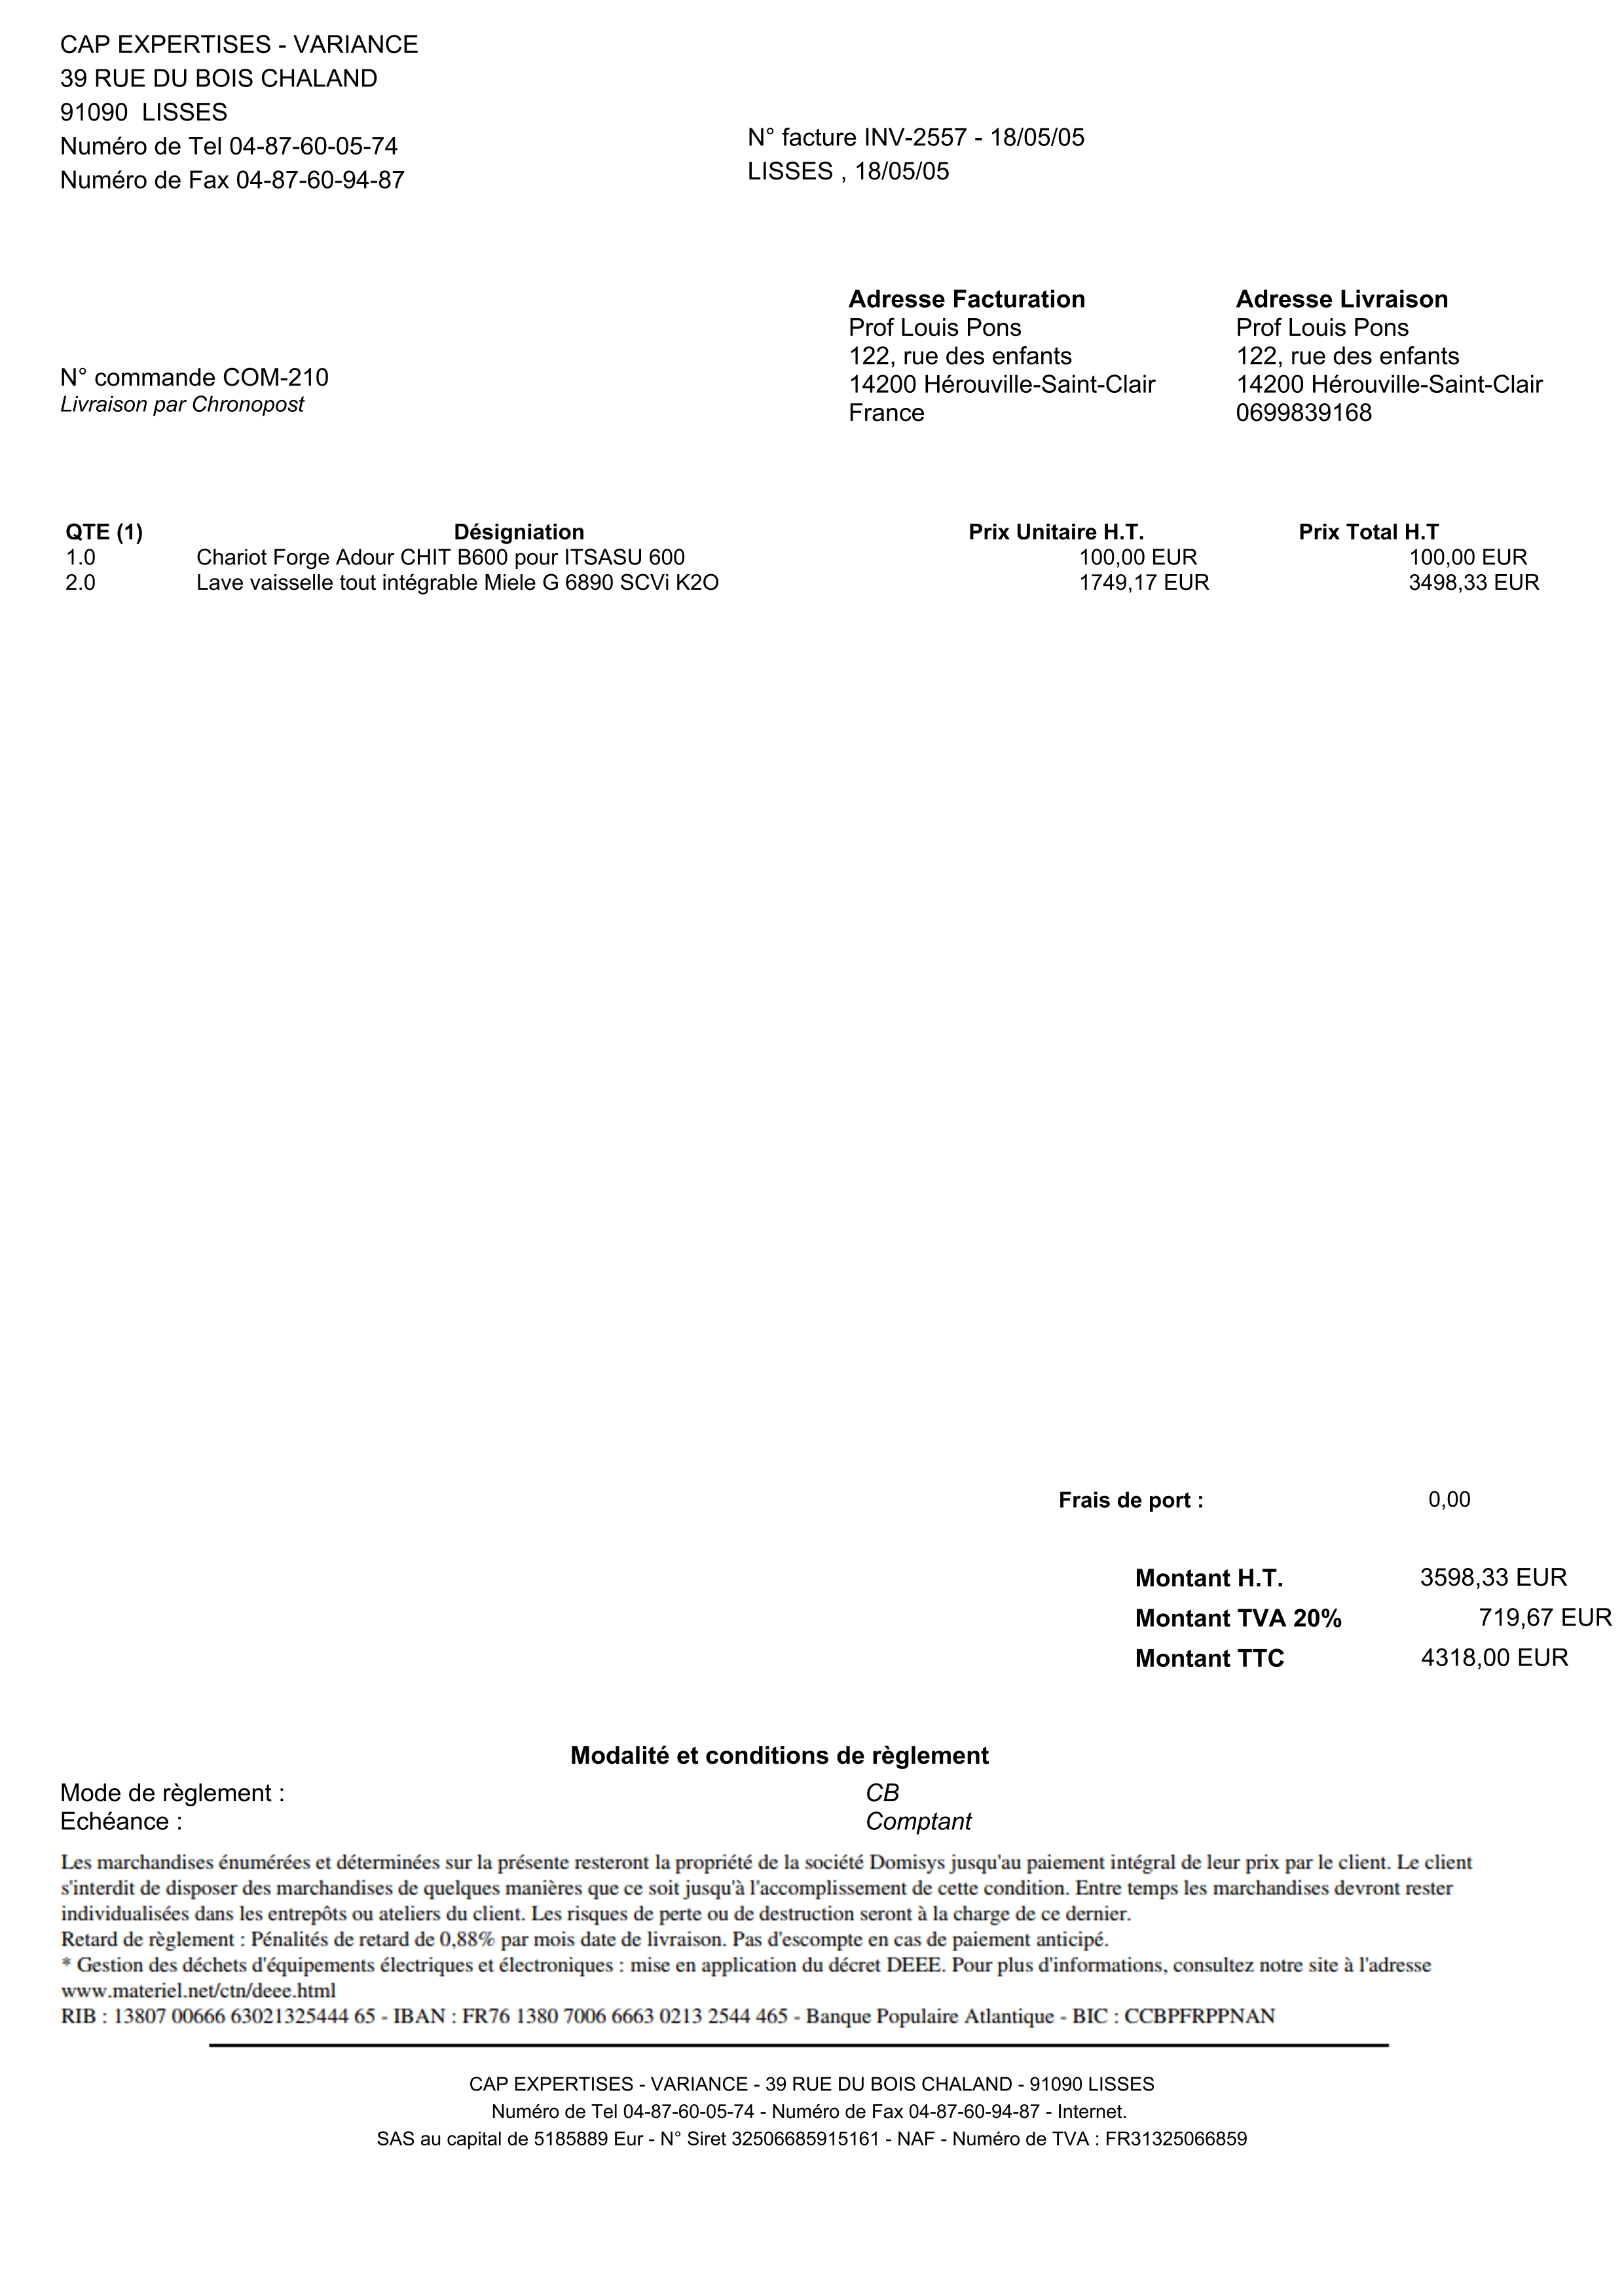 CAP EXPERTISES - VARIANCE
39 RUE DU BOIS CHALAND
91090 LISSES
Numéro de Tel 04-87-60-05-74
Numéro de Fax 04-87-60-94-87
N° facture INV-2557 - 18/05/05
LISSES , 18/05/05
N° commande COM-210
Livraison par Chronopost
Adresse Facturation
Prof Louis Pons
122, rue des enfants
14200 Hérouville-Saint-Clair
France
Adresse Livraison
Prof Louis Pons
122, rue des enfants
14200 Hérouville-Saint-Clair
0699839168
QTE (1) Désigniation Prix Unitaire H.T. Prix Total H.T
1.0 Chariot Forge Adour CHIT B600 pour ITSASU 600 100,00 EUR 100,00 EUR
2.0 Lave vaisselle tout intégrable Miele G 6890 SCVi K2O 1749,17 EUR 3498,33 EUR
Frais de port : 0,00
Montant H.T. 3598,33 EUR
Montant TVA 20% 719,67 EUR
Montant TTC 4318,00 EUR
Modalité et conditions de règlement
Mode de règlement : CB
Echéance : Comptant
Les marchandises énumérées et déterminées sur la présente resteront la propriété de la société Domisys jusqu'au paiement intégral de leur prix par le client. Le client
s'interdit de disposer des marchandises de quelques manières que ce soit jusqu'à l'accomplissement de cette condition. Entre temps les marchandises devront rester
individualisées dans les entrepôts ou ateliers du client. Les risques de perte ou de destruction seront à la charge de ce dernier.
Retard de règlement : Pénalités de retard de 0,88% par mois date de livraison. Pas d'escompte en cas de paiement anticipé.
* Gestion des déchets d'équipements électriques et électroniques : mise en application du décret DEEE. Pour plus d'informations, consultez notre site à l'adresse
www.materiel.net/ctn/deee.html
RIB : 13807 00666 63021325444 65 - IBAN : FR76 1380 7006 6663 0213 2544 465 - Banque Populaire Atlantique - BIC : CCBPFRPPNAN
CAP EXPERTISES - VARIANCE - 39 RUE DU BOIS CHALAND - 91090 LISSES
Numéro de Tel 04-87-60-05-74 - Numéro de Fax 04-87-60-94-87 - Internet.
SAS au capital de 5185889 Eur - N° Siret 32506685915161 - NAF - Numéro de TVA : FR31325066859